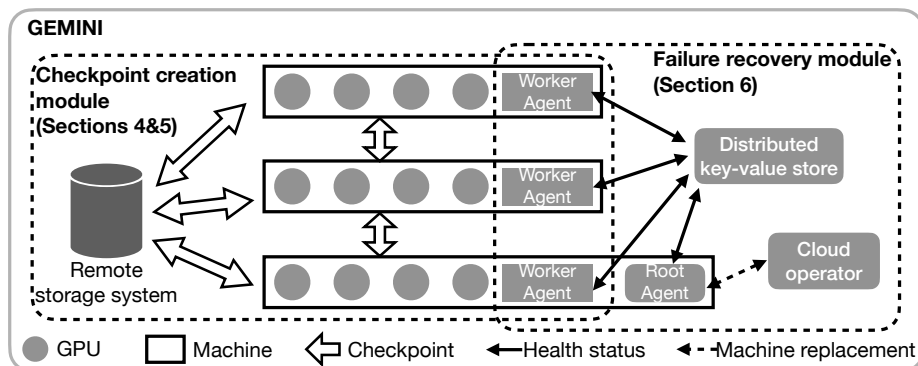 GEMINI
Checkpoint creation
module
(Sections 4&5)
Failure recovery module
(Section 6)
Worker
Agent
Worker
Agent
Worker
Agent
Root
Agent
Distributed
key-value store
Cloud
operator
Remote
storage system
GPU
Machine
Checkpoint
Health status
Machine replacement